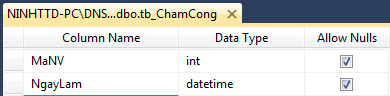 NINHTTD-PC\DNS...dbo.tb_ChamCong
Column Name Data Type Allow Nulls
MaNV int
NgayLam datetime